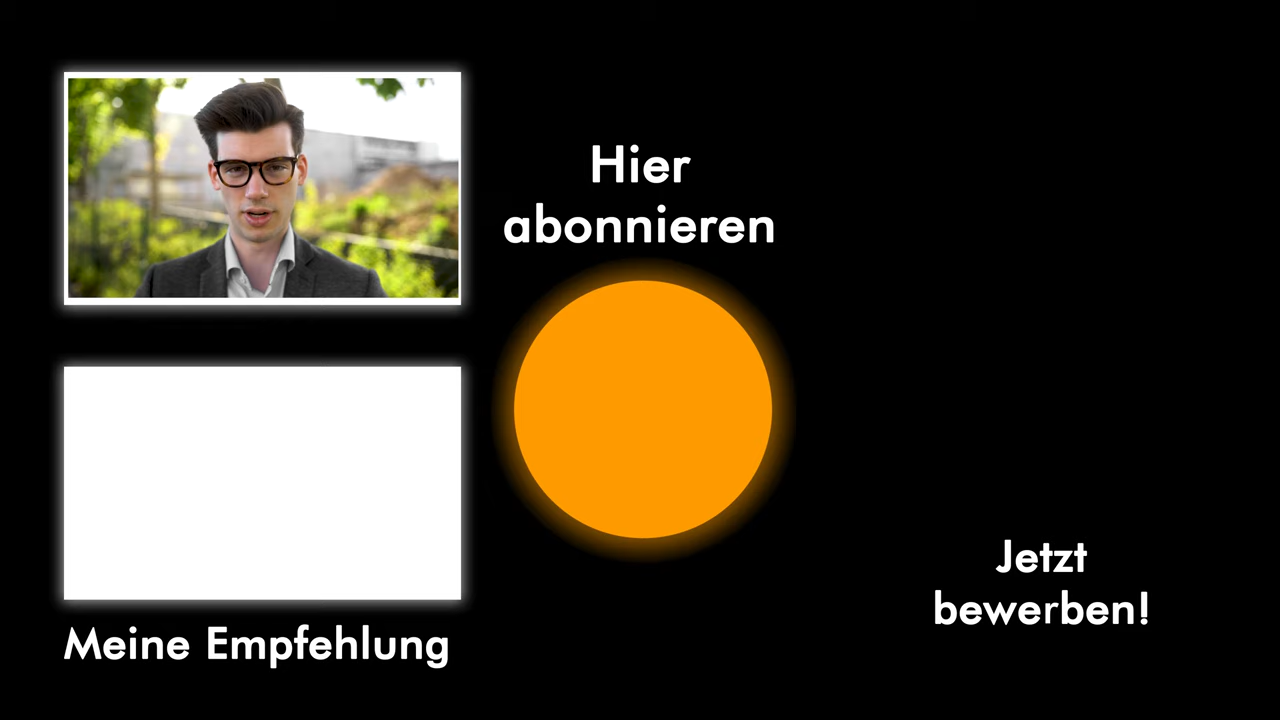 Hier
abonnieren
Meine Empfehlung
Jetzt
bewerben!